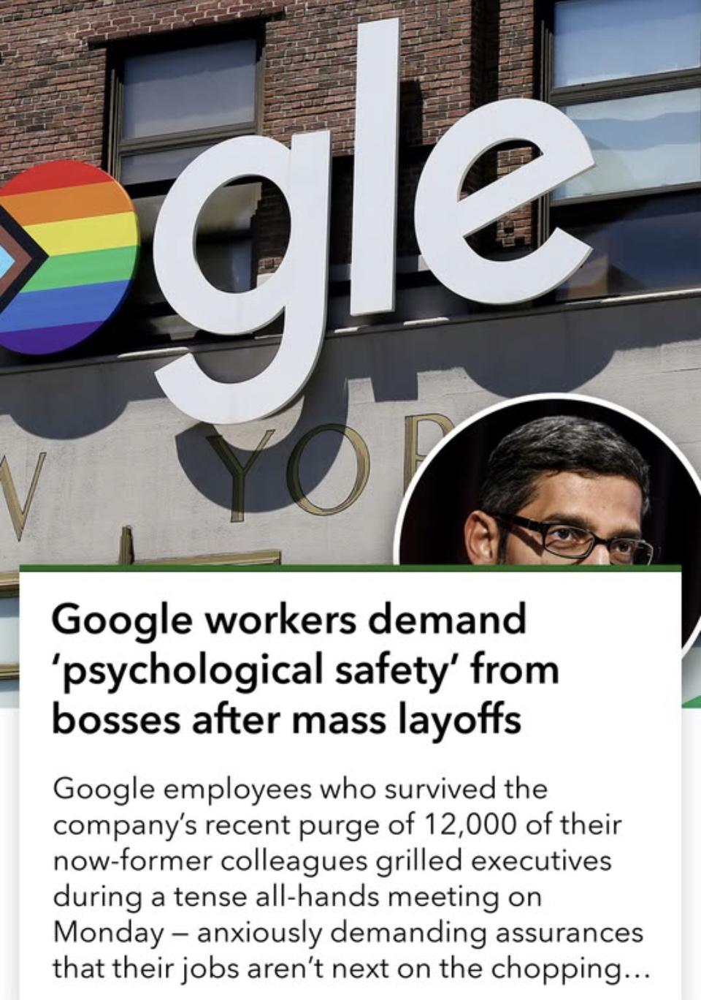 gle
W YOR
Google workers demand
‘psychological safety’ from
bosses after mass layoffs
Google employees who survived the
company’s recent purge of 12,000 of their
now-former colleagues grilled executives
during a tense all-hands meeting on
Monday – anxiously demanding assurances
that their jobs aren’t next on the chopping...